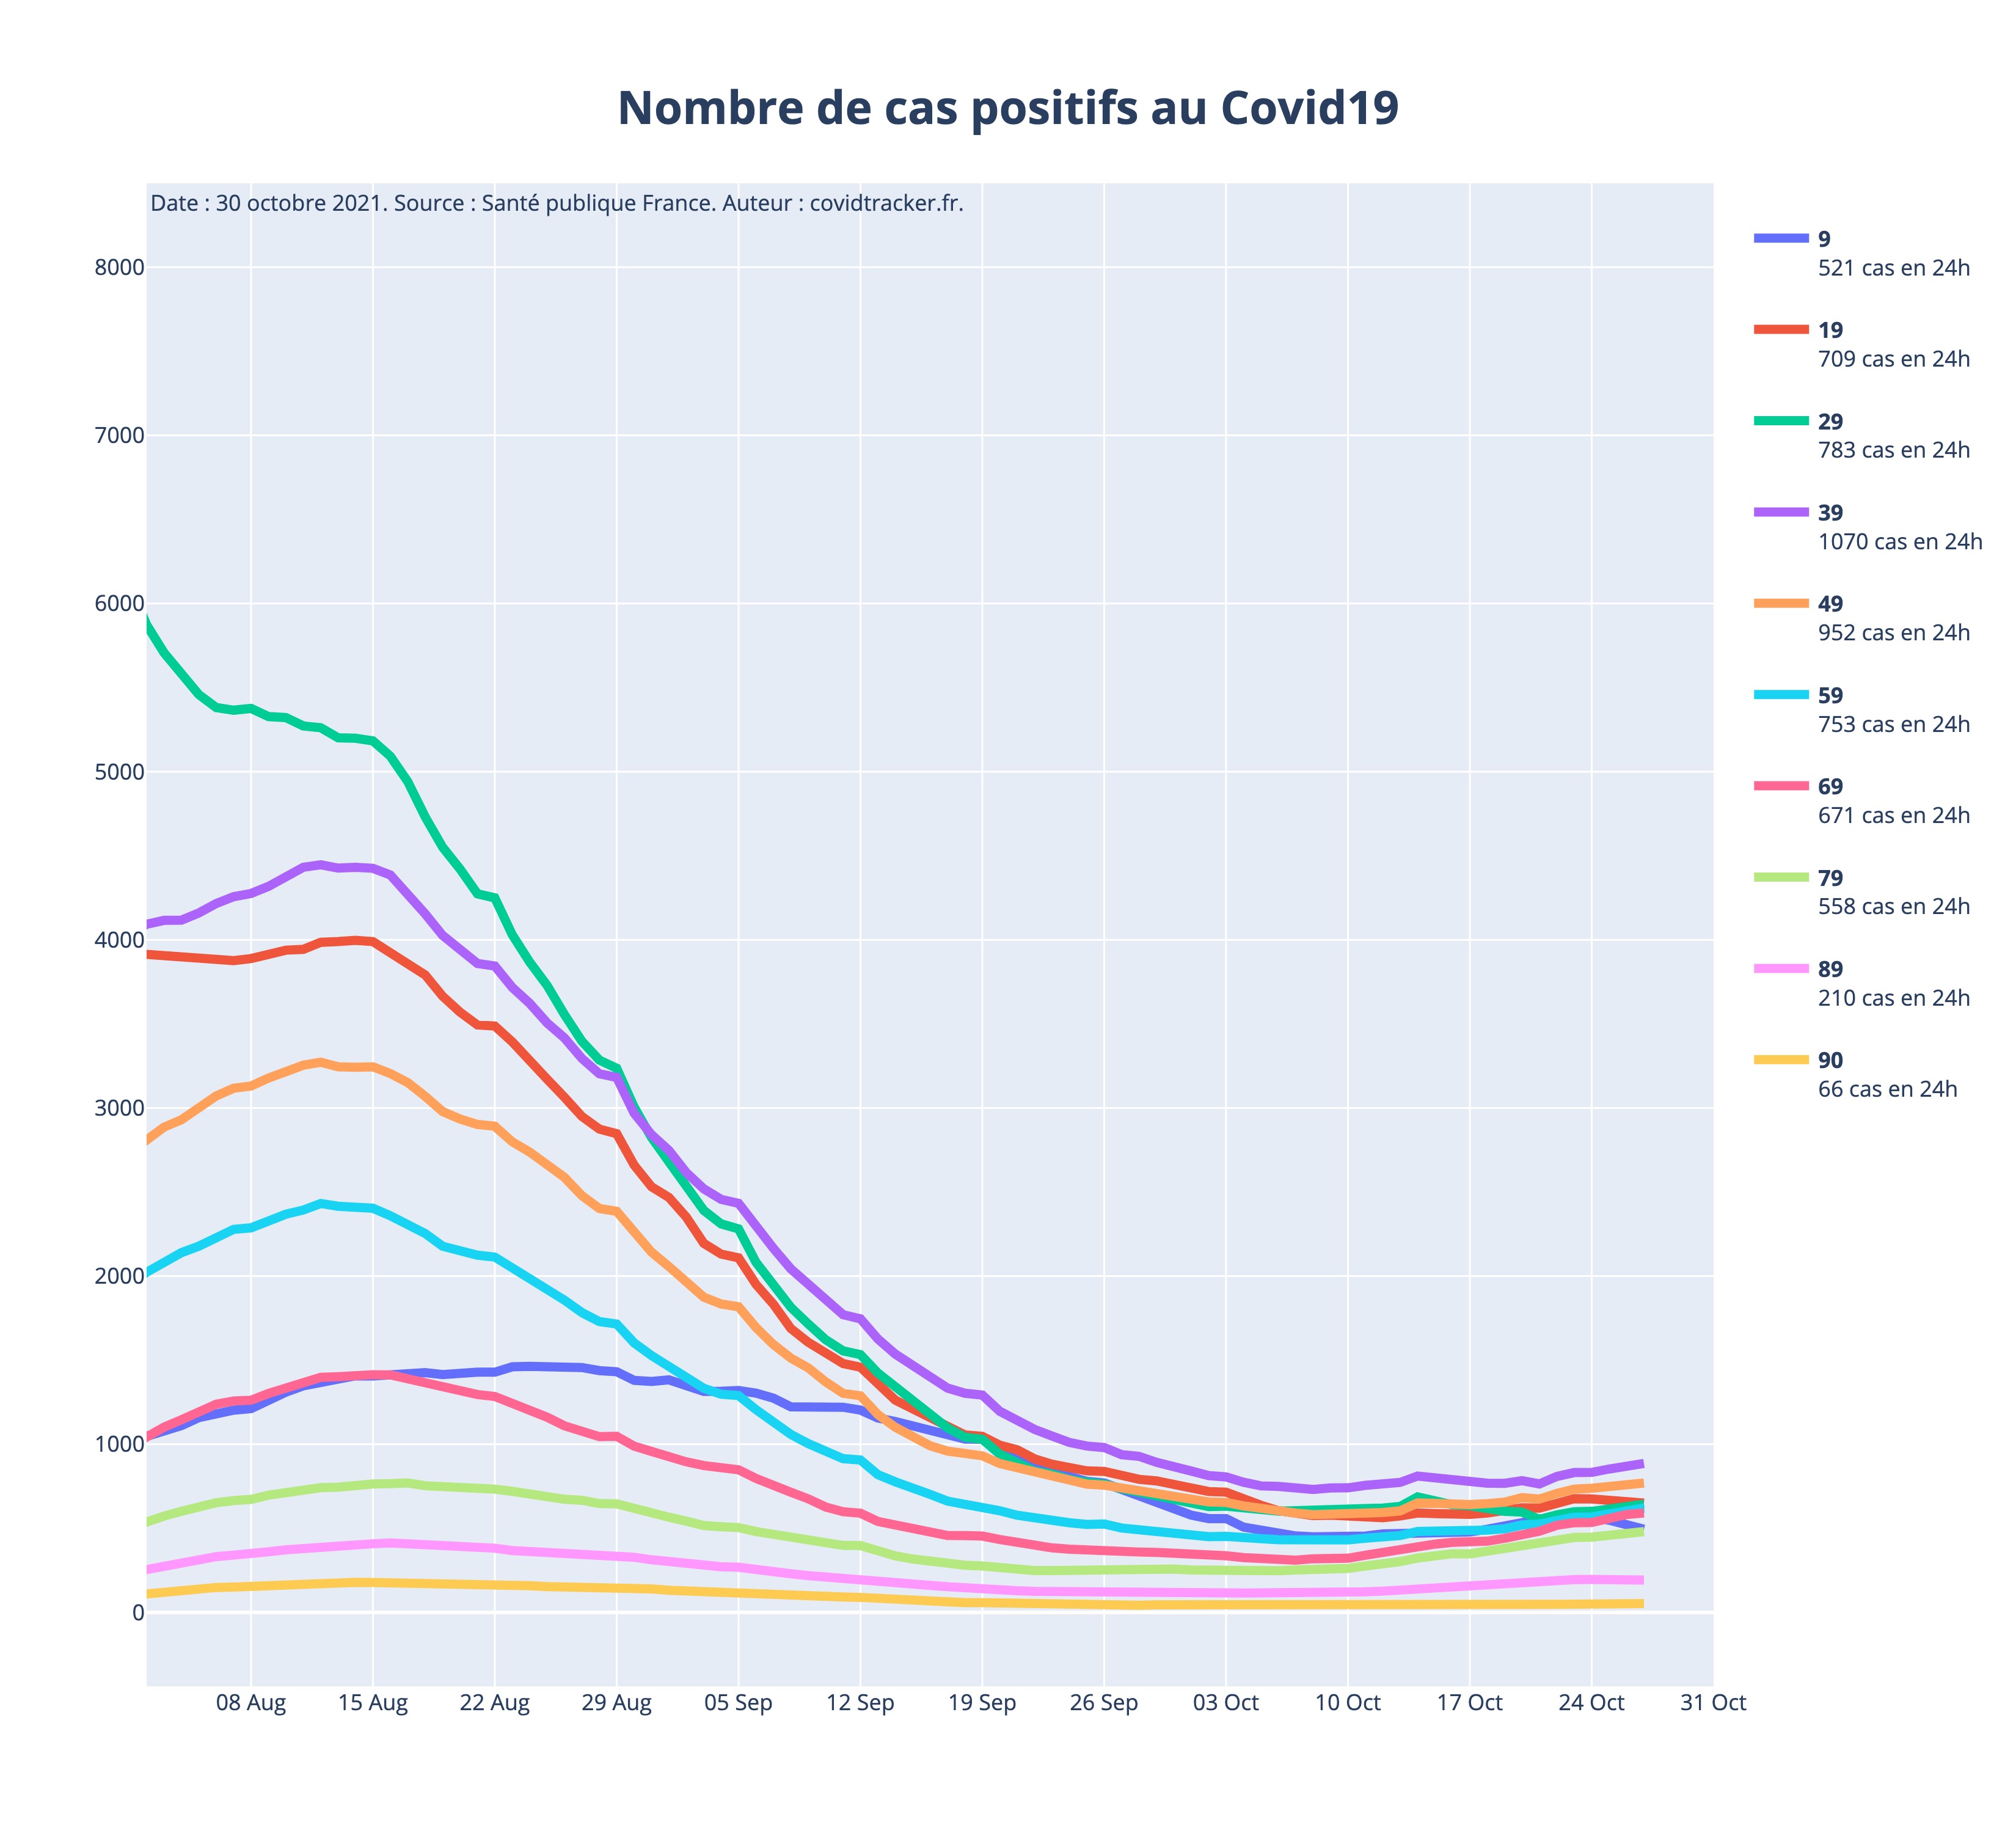 Nombre de cas positifs au Covid19
Date : 30 octobre 2021. Source : Santé publique France. Auteur : covidtracker.fr.
8000
7000
6000
5000
4000
3000
2000
1000
0
08 Aug
15 Aug
22 Aug
29 Aug
05 Sep
12 Sep
19 Sep
26 Sep
03 Oct
10 Oct
17 Oct
24 Oct
31 Oct
9
521 cas en 24h
19
709 cas en 24h
29
783 cas en 24h
39
1070 cas en 24h
49
952 cas en 24h
59
753 cas en 24h
69
671 cas en 24h
79
558 cas en 24h
89
210 cas en 24h
90
66 cas en 24h